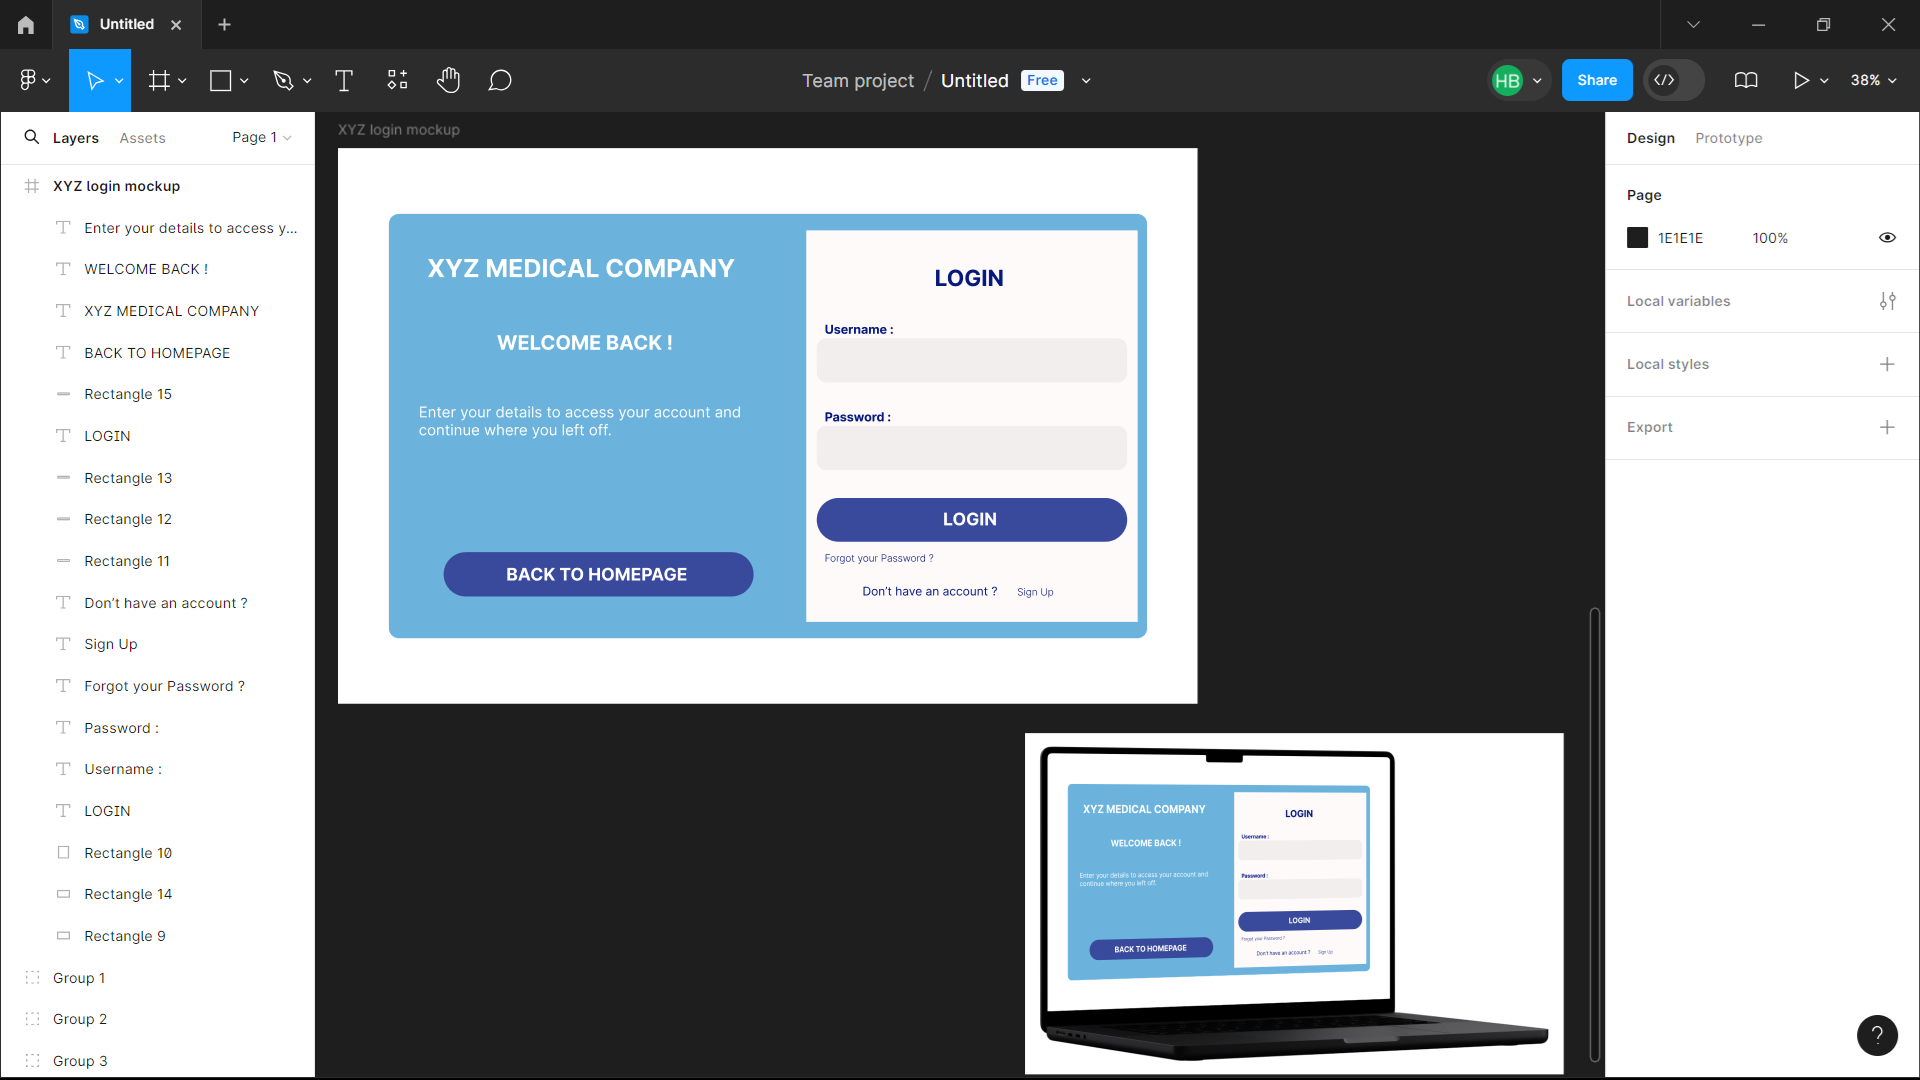 Untitled
Team project / Untitled Free
HB
Share
38%
Layers
Assets
Page 1
XYZ login mockup
Enter your details to access y...
WELCOME BACK !
XYZ MEDICAL COMPANY
BACK TO HOMEPAGE
Rectangle 15
LOGIN
Rectangle 13
Rectangle 12
Rectangle 11
Don't have an account ?
Sign Up
Forgot your Password ?
Password :
Username :
LOGIN
Rectangle 10
Rectangle 14
Rectangle 9
Group 1
Group 2
Group 3
XYZ login mockup
XYZ MEDICAL COMPANY
WELCOME BACK !
Enter your details to access your account and
continue where you left off.
BACK TO HOMEPAGE
LOGIN
Username :
Password :
LOGIN
Forgot your Password ?
Don't have an account ? Sign Up
XYZ MEDICAL COMPANY
WELCOME BACK !
Enter your details to access your account and
continue where you left off.
BACK TO HOMEPAGE
LOGIN
Username :
Password :
LOGIN
Forgot your Password ?
Don't have an account ? Sign Up
Design
Prototype
Page
1E1E1E 100%
Local variables
Local styles
Export
?